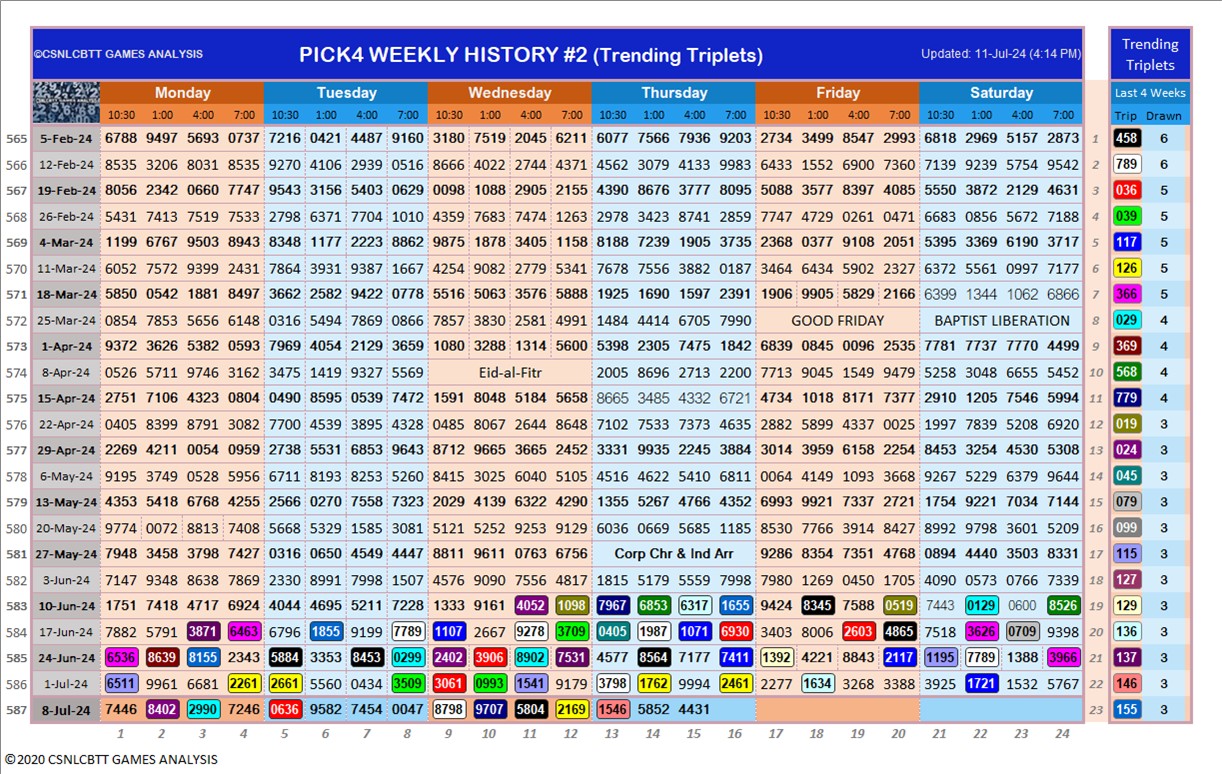 ©CSNLCBTT GAMES ANALYSIS PICK4 WEEKLY HISTORY #2 (Trending Triplets) Updated: 11-Jul-24 (4:14 PM) Trending Triplets
Monday Tuesday Wednesday Thursday Friday Saturday Last 4 Weeks
10:30 1:00 4:00 7:00 10:30 1:00 4:00 7:00 10:30 1:00 4:00 7:00 10:30 1:00 4:00 7:00 10:30 1:00 4:00 7:00 10:30 1:00 4:00 7:00 Trip Drawn
565 5-Feb-24 6788 9497 5693 0737 7216 0421 4487 9160 3180 7519 2045 6211 6077 7566 7936 9203 2734 3499 8547 2993 6818 2969 5157 2873 1 458 6
566 12-Feb-24 8535 3206 8031 8535 9270 4106 2939 0516 6666 4022 2744 4371 4562 3079 4133 9983 6433 1552 6900 7360 7139 9239 5754 9542 2 789 6
567 19-Feb-24 8056 2342 0660 7747 9543 3156 5403 0629 0098 1088 2905 2155 4390 8676 3777 8095 5088 3577 8397 4085 5550 3872 2129 4631 3 036 5
568 26-Feb-24 5431 7413 7519 7533 2798 6371 7704 1010 4359 7683 7474 1263 2978 3423 8741 2859 7747 4729 0261 0471 6683 0856 5672 7188 4 039 5
569 4-Mar-24 1199 6767 9503 8943 8348 1177 2223 8862 9875 1878 3405 1158 8188 7239 1915 3735 2368 0377 9108 2051 5395 3369 6190 3717 5 117 5
570 11-Mar-24 6052 7572 9399 2431 7864 3931 9387 1667 4254 9082 2779 5341 7678 7556 3882 0187 3464 6434 5902 2327 6372 5561 0997 7177 6 126 5
571 18-Mar-24 5850 0542 1881 8497 3662 2582 9422 0776 5516 5063 3576 5888 1925 1690 1597 2391 1906 9905 5829 2166 6399 1344 1062 6866 7 366 5
572 25-Mar-24 0854 7853 5656 6148 0316 5494 7869 0866 7857 3830 2581 4991 1484 4414 6705 7990 GOOD FRIDAY BAPTIST LIBERATION 8 029 4
573 1-Apr-24 9372 3626 5382 0593 7969 4054 2129 3659 1080 3288 1314 5600 5398 2305 7475 1842 6839 0845 0096 2535 7781 7737 7770 4499 9 369 4
574 8-Apr-24 0526 5711 9746 3162 3475 1419 9327 5569 Eid-al-Fitr 2005 8696 2713 2200 7713 9045 1549 9479 5258 3048 6655 5452 10 568 4
575 15-Apr-24 2751 7106 4323 0804 0490 8595 0539 7472 1591 8048 5184 5658 8665 3485 4332 6721 4734 1018 8171 7377 2910 1205 7546 5994 11 779 4
576 22-Apr-24 0405 8399 8791 3082 7700 4539 3895 4328 0485 8067 2644 8648 7102 7533 7373 4635 2882 5899 4337 0025 1997 7839 5208 6920 12 019 3
577 29-Apr-24 2269 4211 0054 0959 2738 5531 6853 9643 8712 9665 3665 2452 3331 9935 2245 3884 3014 3959 6158 2254 8453 3254 4530 5308 13 024 3
578 6-May-24 9195 3749 0528 5956 6711 8193 8253 5260 8415 3025 6040 5105 4516 4622 5410 6811 0064 4149 1093 3668 9267 5229 6379 9644 14 045 3
579 13-May-24 4353 5418 6768 4255 2566 0270 7558 7323 2029 4139 6322 4290 1355 5267 4766 4352 6993 9921 7337 2721 1754 9221 7034 7144 15 079 3
580 20-May-24 9774 0072 8813 7408 5668 5329 1585 3081 5121 5252 9253 9129 6036 0669 5685 1185 8530 7766 3914 8427 8992 9798 3601 5209 16 099 3
581 27-May-24 7948 3458 3798 7427 0316 0650 4549 4447 8811 9611 0763 6756 Corp Chr & Ind Arr 9286 8354 7351 4768 0894 4440 3503 8331 17 115 3
582 3-Jun-24 7147 9348 8638 7869 2330 8991 7998 1507 4576 9090 7556 4817 1815 5179 5559 7998 7980 1269 0450 1705 4090 0573 0766 7339 18 127 3
583 10-Jun-24 1751 7418 4717 6924 4044 4695 5211 7228 1333 9161 4052 1098 7967 6853 6317 1655 9424 8345 7588 0519 7443 0129 0600 8526 19 129 3
584 17-Jun-24 7882 5791 3871 6463 6796 1855 9199 7789 1107 2667 9278 3709 0405 1987 1071 6930 3403 8006 2603 4865 7518 3626 0709 9398 20 136 3
585 24-Jun-24 6536 8639 8155 2343 5884 3353 8453 0299 2402 3906 8902 7531 4577 8564 7177 7411 1392 4221 8843 2117 1195 7789 1388 3966 21 137 3
586 1-Jul-24 6511 9961 6681 2261 2661 5560 0434 3509 3061 0993 1541 9179 3798 1762 9994 2461 2277 1634 3268 3388 3925 1721 1532 5767 22 146 3
587 8-Jul-24 7446 8402 2990 7246 0636 9582 7454 0047 8798 9707 5804 2169 1546 5852 4431 23 155 3
1 2 3 4 5 6 7 8 9 10 11 12 13 14 15 16 17 18 19 20 21 22 23 24
©2020 CSNLCBTT GAMES ANALYSIS